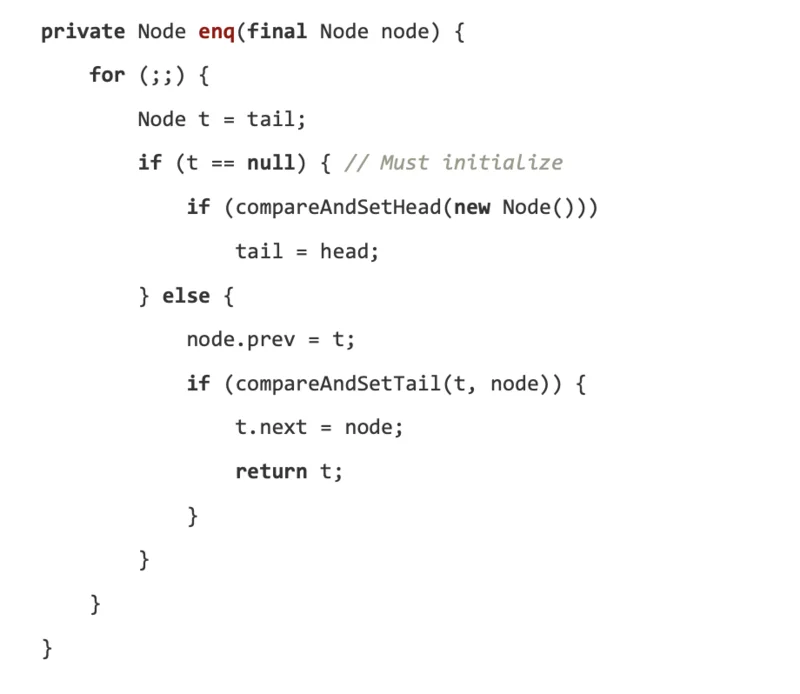 private Node enq(final Node node) {
for (;;) {
Node t = tail;
if (t == null) { // Must initialize
if (compareAndSetHead(new Node()))
tail = head;
} else {
node.prev = t;
if (compareAndSetTail(t, node)) {
t.next = node;
return t;
}
}
}
}